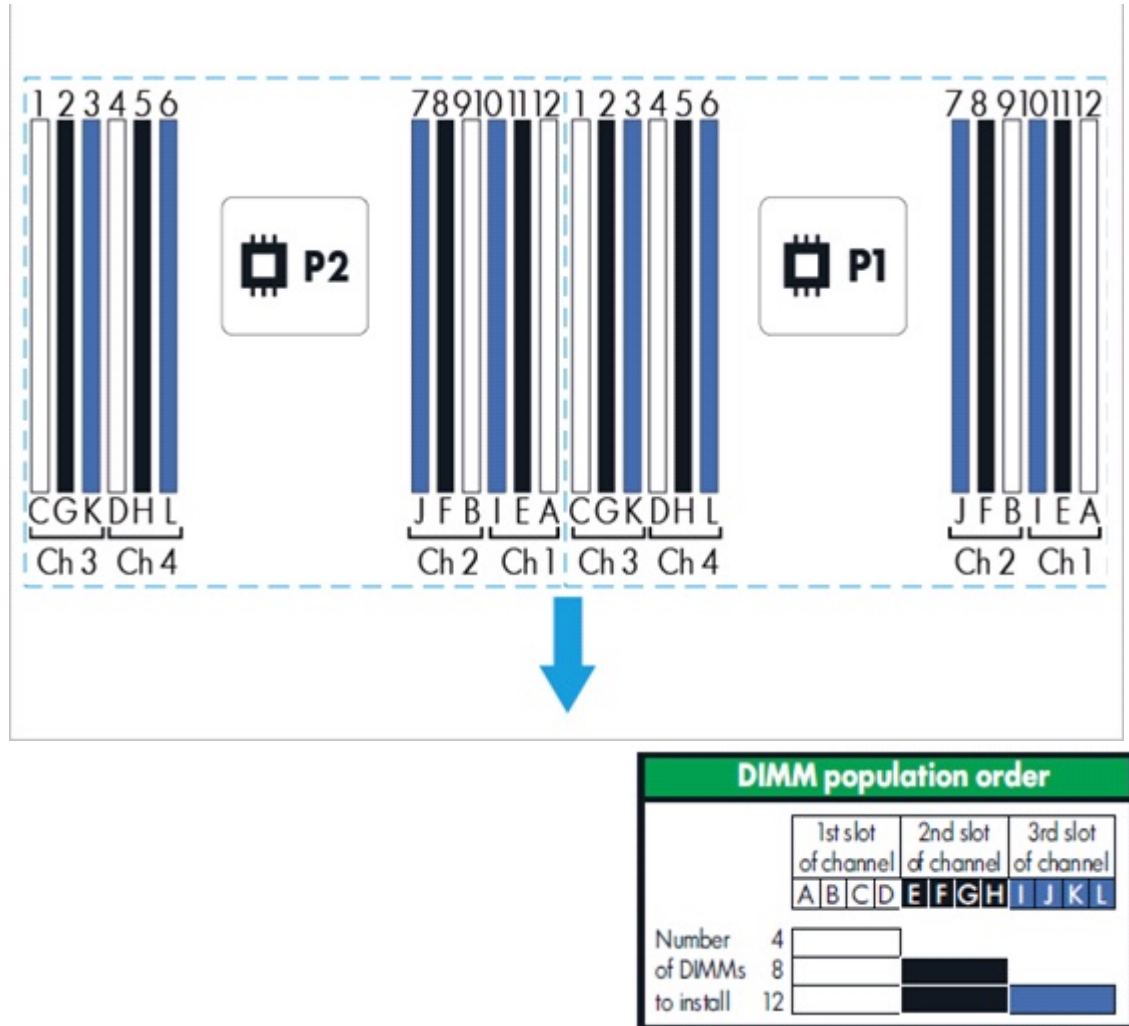 1 2 3 4 5 6 7 8 9 10 11 12 1 2 3 4 5 6 7 8 9 10 11 12
P2 P1
C G K D H L J F B I E A C G K D H L J F B I E A
Ch 3 Ch 4 Ch 2 Ch 1 Ch 3 Ch 4 Ch 2 Ch 1
DIMM population order
1st slot of channel
2nd slot of channel
3rd slot of channel
A B C D E F G H I J K L
Number 4
of DIMMs 8
to install 12